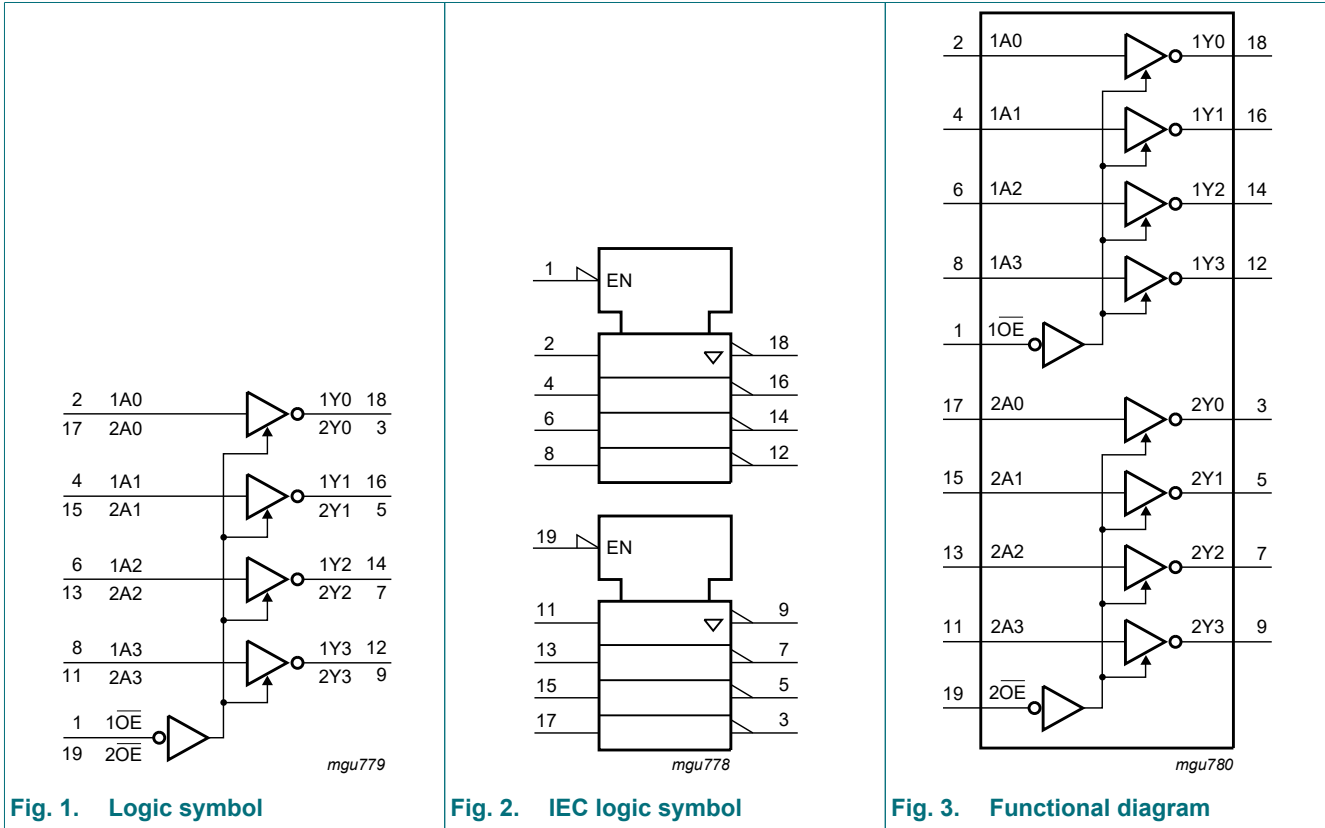 2 1A0 1Y0 18
17 2A0 2Y0 3
4 1A1 1Y1 16
15 2A1 2Y1 5
6 1A2 1Y2 14
13 2A2 2Y2 7
8 1A3 1Y3 12
11 2A3 2Y3 9
1 1O̅E̅
19 2O̅E̅
mgu779
Fig. 1. Logic symbol
1 EN
2 18
4 16
6 14
8 12
19 EN
11 9
13 7
15 5
17 3
mgu778
Fig. 2. IEC logic symbol
2 1A0 1Y0 18
4 1A1 1Y1 16
6 1A2 1Y2 14
8 1A3 1Y3 12
1 1O̅E̅
17 2A0 2Y0 3
15 2A1 2Y1 5
13 2A2 2Y2 7
11 2A3 2Y3 9
19 2O̅E̅
mgu780
Fig. 3. Functional diagram